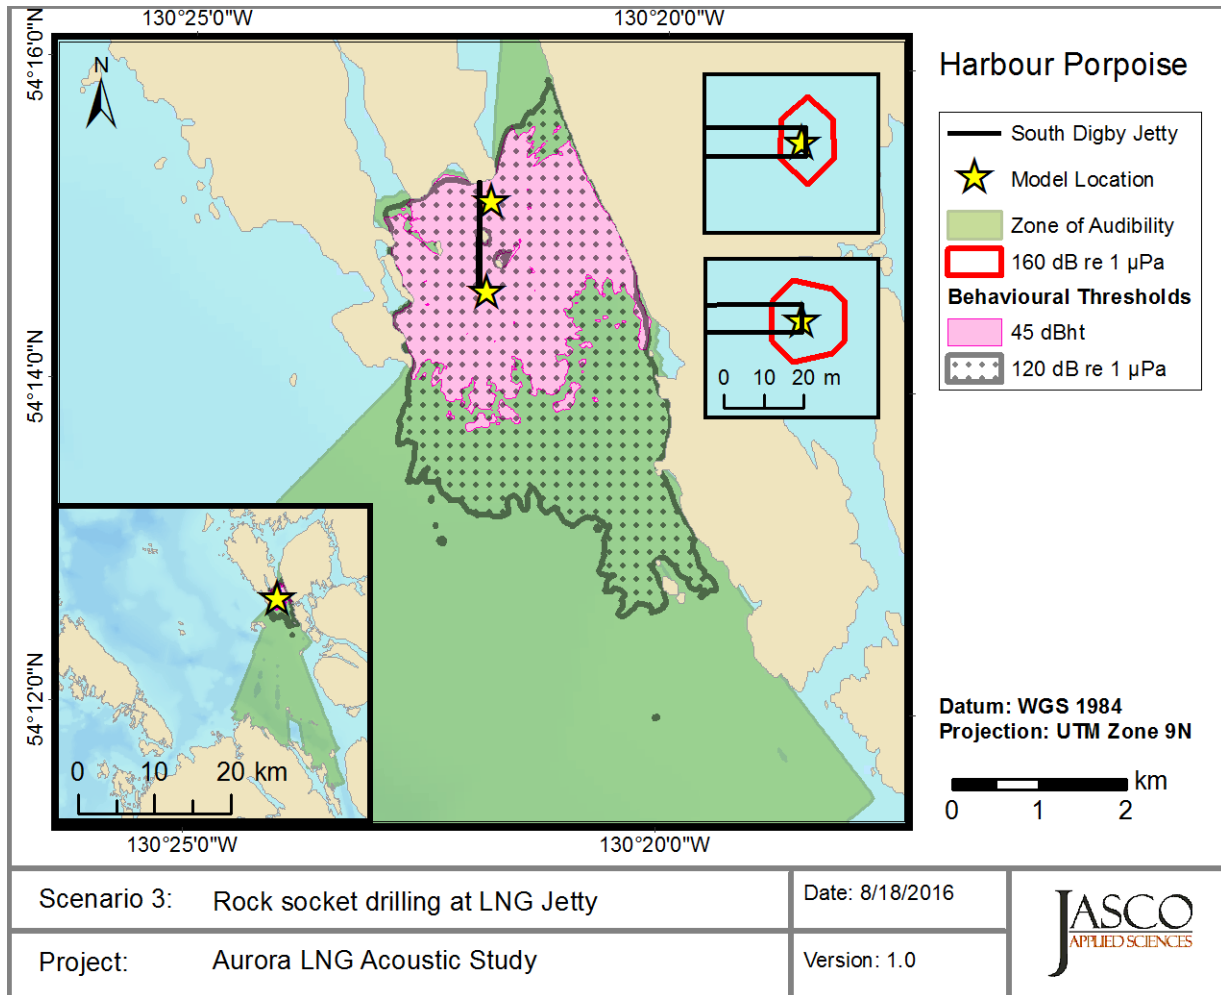 130°25'0"W 130°20'0"W
54°16'0"N
54°14'0"N
54°12'0"N
N
0 10 20 m
0 10 20 km
130°25'0"W 130°20'0"W
Harbour Porpoise
South Digby Jetty
Model Location
Zone of Audibility
160 dB re 1 µPa
Behavioural Thresholds
45 dBht
120 dB re 1 µPa
Datum: WGS 1984
Projection: UTM Zone 9N
km
0 1 2
Scenario 3: Rock socket drilling at LNG Jetty
Date: 8/18/2016
Project: Aurora LNG Acoustic Study
Version: 1.0
JASCO
APPLIED SCIENCES